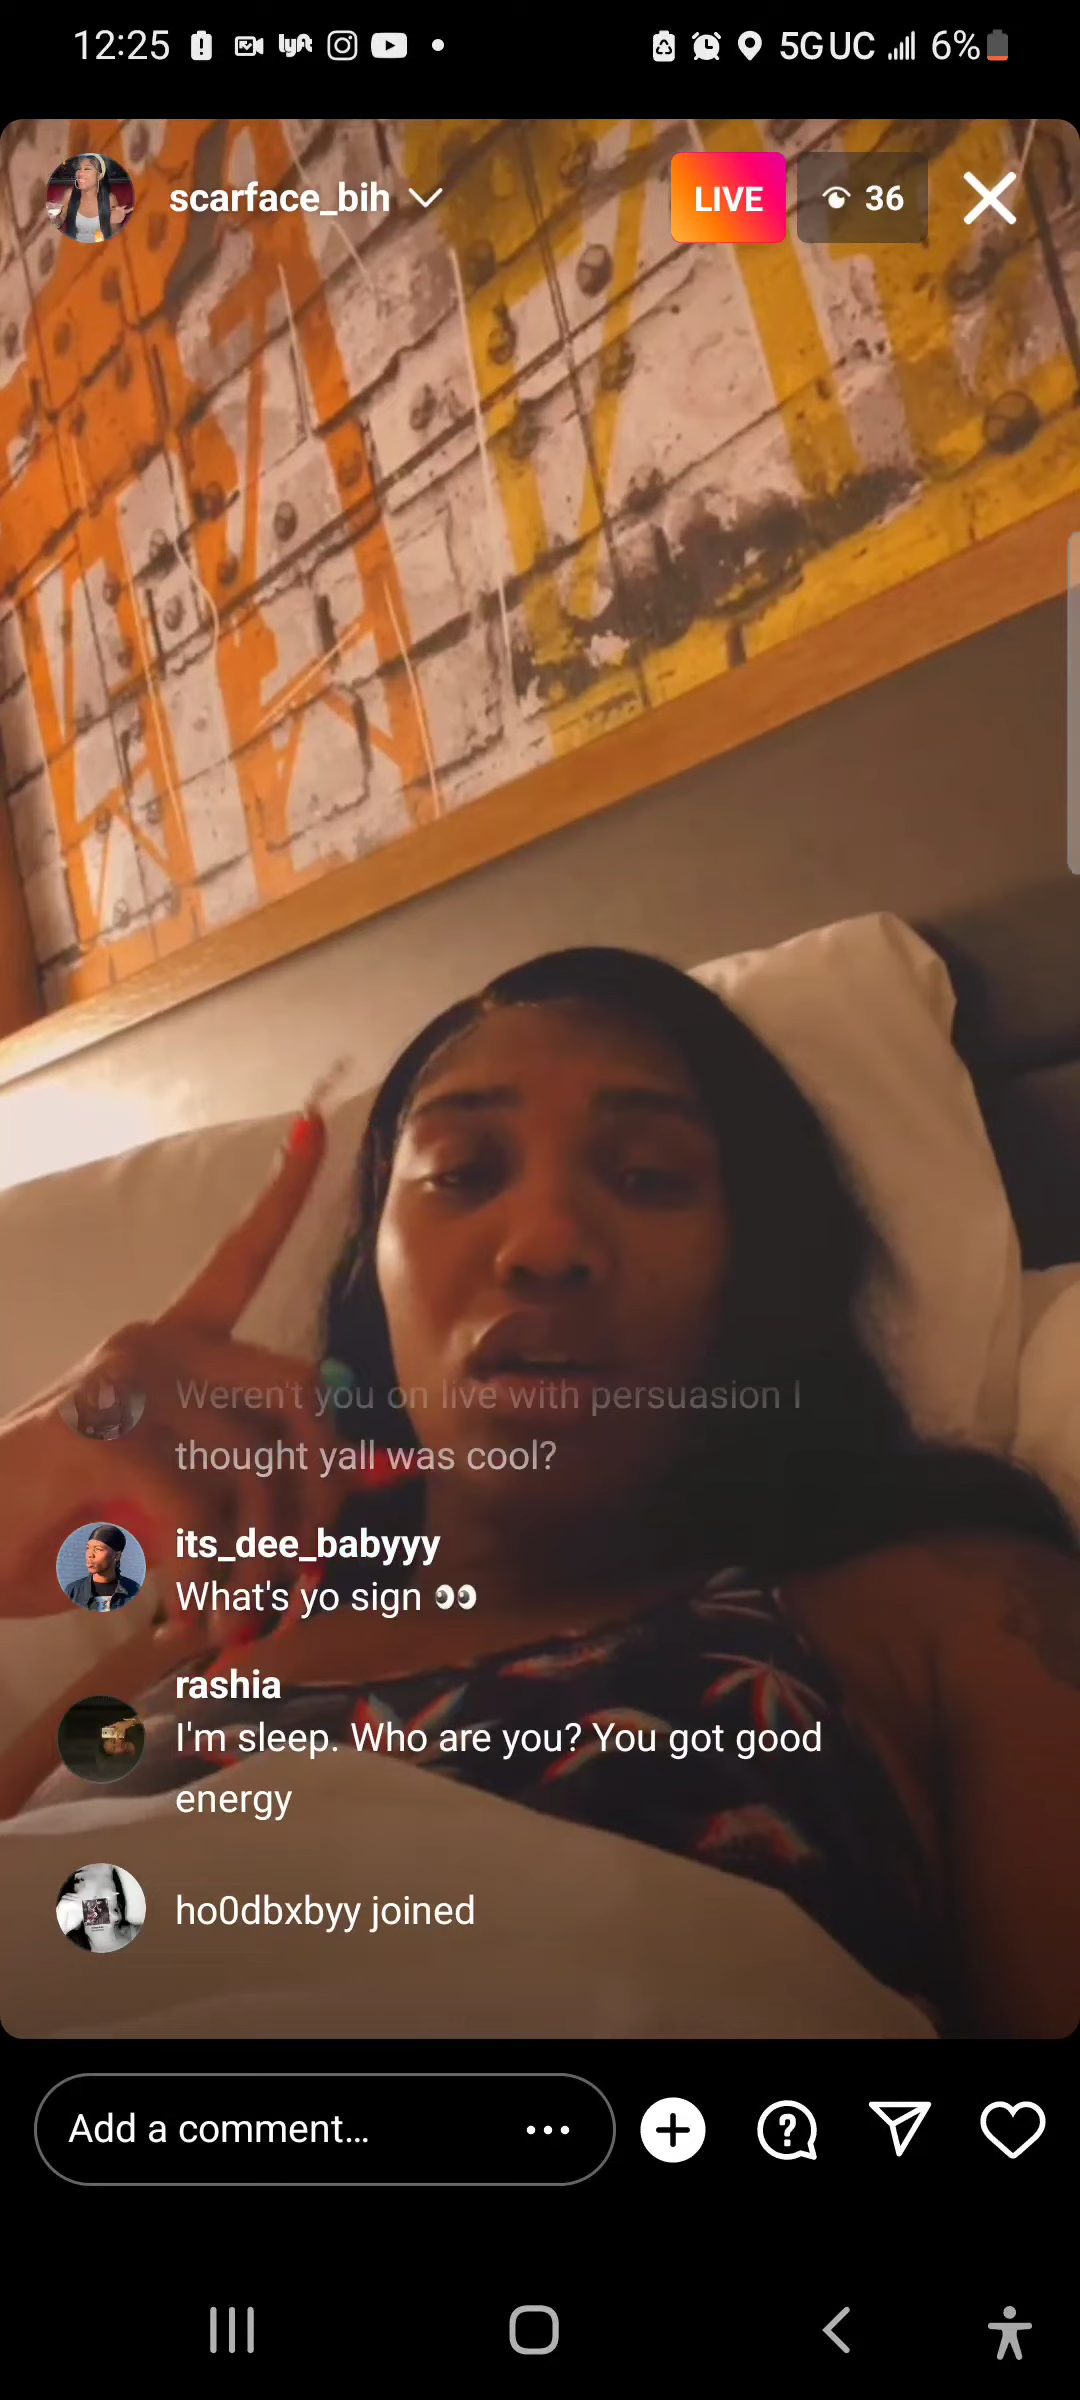 12:25 lyft 5G UC 6%
scarface_bih LIVE 36
Weren't you on live with persuasion I
thought yall was cool?
its_dee_babyyy
What's yo sign 👀
rashia
I'm sleep. Who are you? You got good
energy
ho0dbxbyy joined
Add a comment...